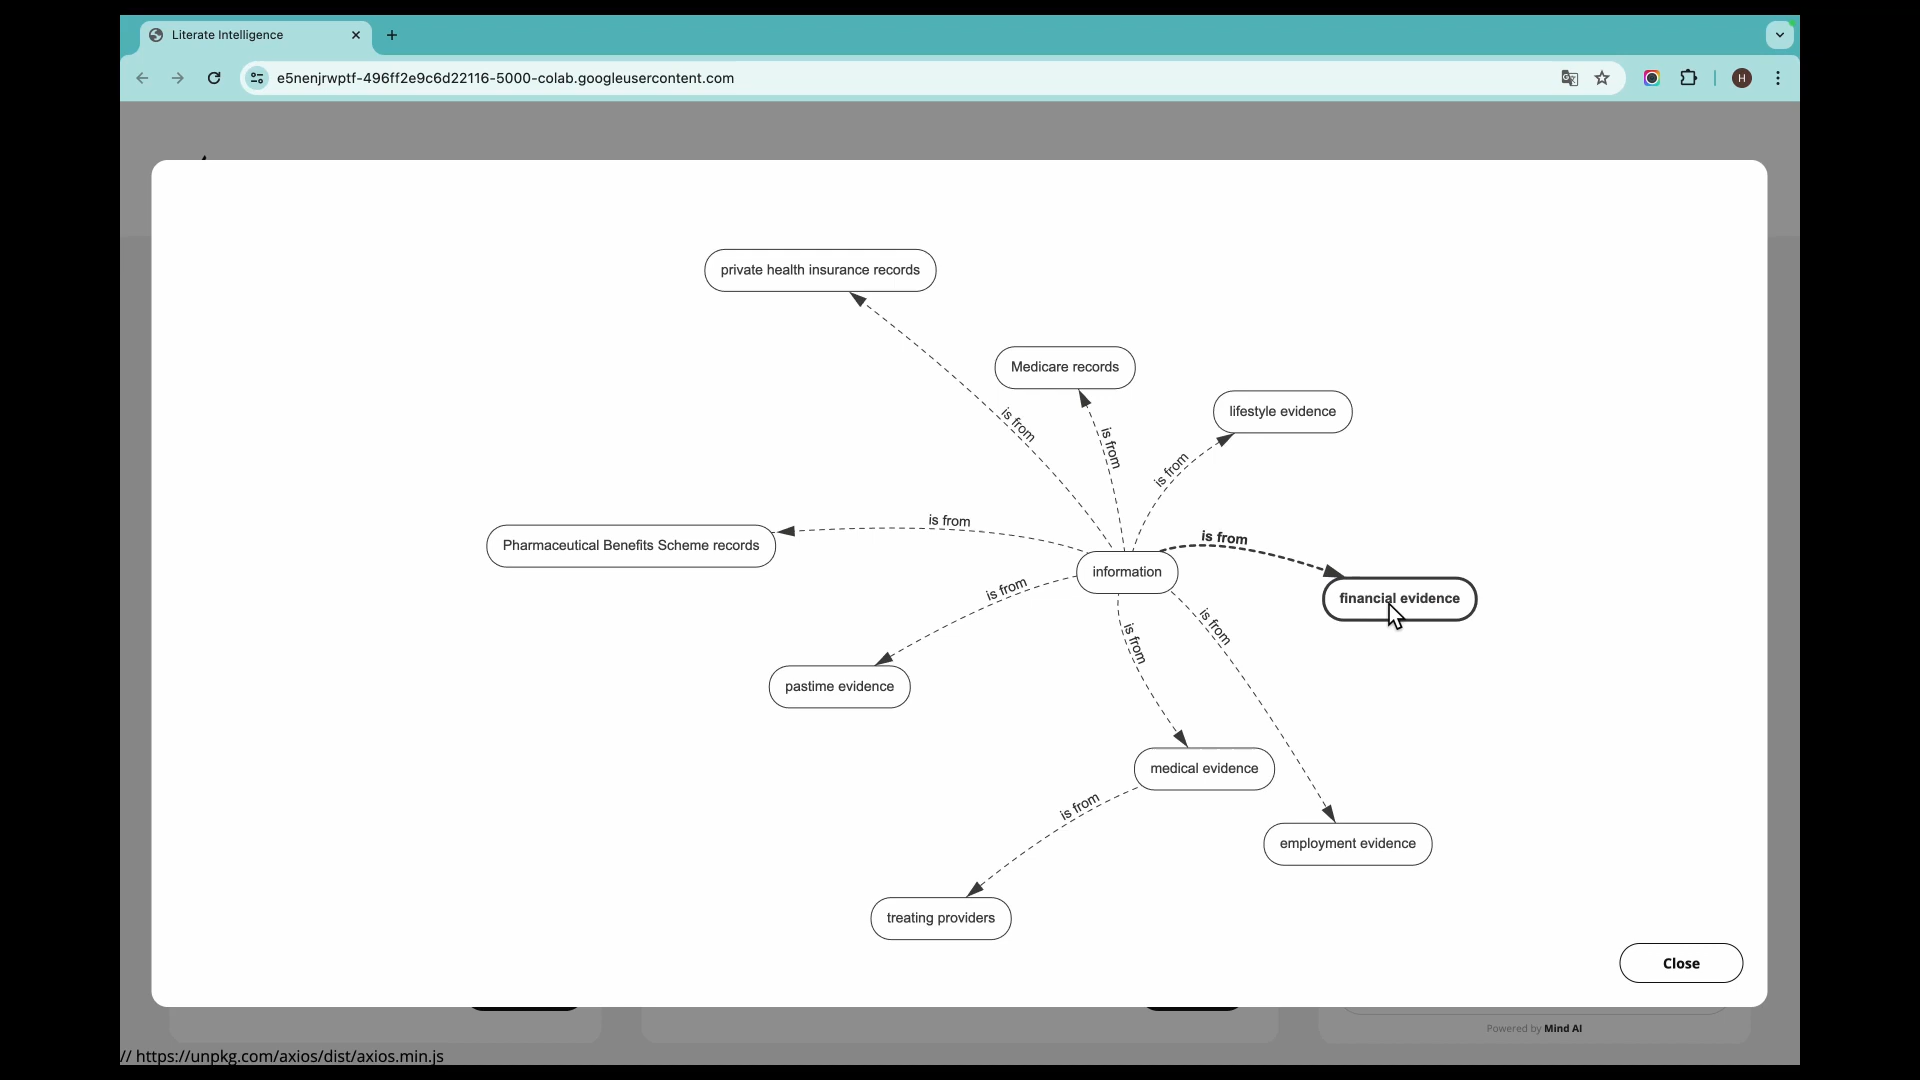 Literate Intelligence
e5nenjrwptf-496ff2e9c6d22116-5000-colab.googleusercontent.com
H
private health insurance records
Medicare records
lifestyle evidence
is from
is from
is from
Pharmaceutical Benefits Scheme records
is from
is from
information
financial evidence
is from
is from
is from
pastime evidence
medical evidence
is from
employment evidence
treating providers
Close
Powered by Mind AI
// https://unpkg.com/axios/dist/axios.min.js